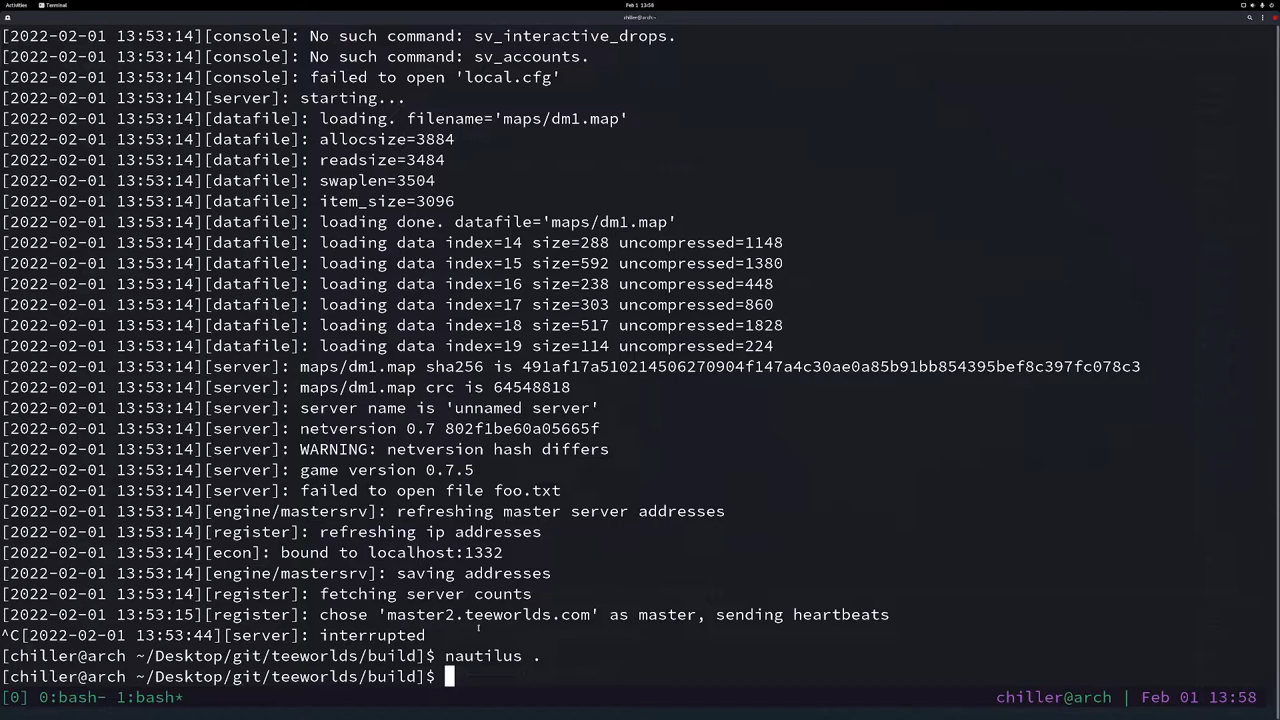 Activities
Terminal
Feb 1 13:58
chiller@arch:~
[2022-02-01 13:53:14][console]: No such command: sv_interactive_drops.
[2022-02-01 13:53:14][console]: No such command: sv_accounts.
[2022-02-01 13:53:14][console]: failed to open 'local.cfg'
[2022-02-01 13:53:14][server]: starting...
[2022-02-01 13:53:14][datafile]: loading. filename='maps/dm1.map'
[2022-02-01 13:53:14][datafile]: allocsize=3884
[2022-02-01 13:53:14][datafile]: readsize=3484
[2022-02-01 13:53:14][datafile]: swaplen=3504
[2022-02-01 13:53:14][datafile]: item_size=3096
[2022-02-01 13:53:14][datafile]: loading done. datafile='maps/dm1.map'
[2022-02-01 13:53:14][datafile]: loading data index=14 size=288 uncompressed=1148
[2022-02-01 13:53:14][datafile]: loading data index=15 size=592 uncompressed=1380
[2022-02-01 13:53:14][datafile]: loading data index=16 size=238 uncompressed=448
[2022-02-01 13:53:14][datafile]: loading data index=17 size=303 uncompressed=860
[2022-02-01 13:53:14][datafile]: loading data index=18 size=517 uncompressed=1828
[2022-02-01 13:53:14][datafile]: loading data index=19 size=114 uncompressed=224
[2022-02-01 13:53:14][server]: maps/dm1.map sha256 is 491af17a510214506270904f147a4c30ae0a85b91bb854395bef8c397fc078c3
[2022-02-01 13:53:14][server]: maps/dm1.map crc is 64548818
[2022-02-01 13:53:14][server]: server name is 'unnamed server'
[2022-02-01 13:53:14][server]: netversion 0.7 802f1be60a05665f
[2022-02-01 13:53:14][server]: WARNING: netversion hash differs
[2022-02-01 13:53:14][server]: game version 0.7.5
[2022-02-01 13:53:14][server]: failed to open file foo.txt
[2022-02-01 13:53:14][engine/mastersrv]: refreshing master server addresses
[2022-02-01 13:53:14][register]: refreshing ip addresses
[2022-02-01 13:53:14][econ]: bound to localhost:1332
[2022-02-01 13:53:14][engine/mastersrv]: saving addresses
[2022-02-01 13:53:14][register]: fetching server counts
[2022-02-01 13:53:15][register]: chose 'master2.teeworlds.com' as master, sending heartbeats
^C[2022-02-01 13:53:44][server]: interrupted
[chiller@arch ~/Desktop/git/teeworlds/build]$ nautilus .
[chiller@arch ~/Desktop/git/teeworlds/build]$
[0] 0:bash- 1:bash*
chiller@arch | Feb 01 13:58